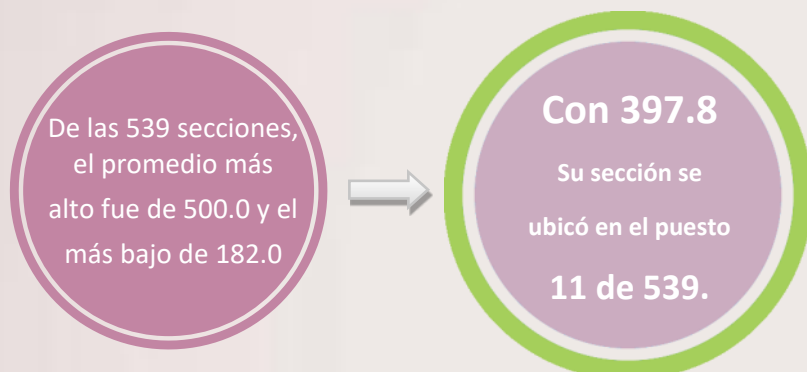 De las 539 secciones,
el promedio más
alto fue de 500.0 y el
más bajo de 182.0
Con 397.8
Su sección se
ubicó en el puesto
11 de 539.